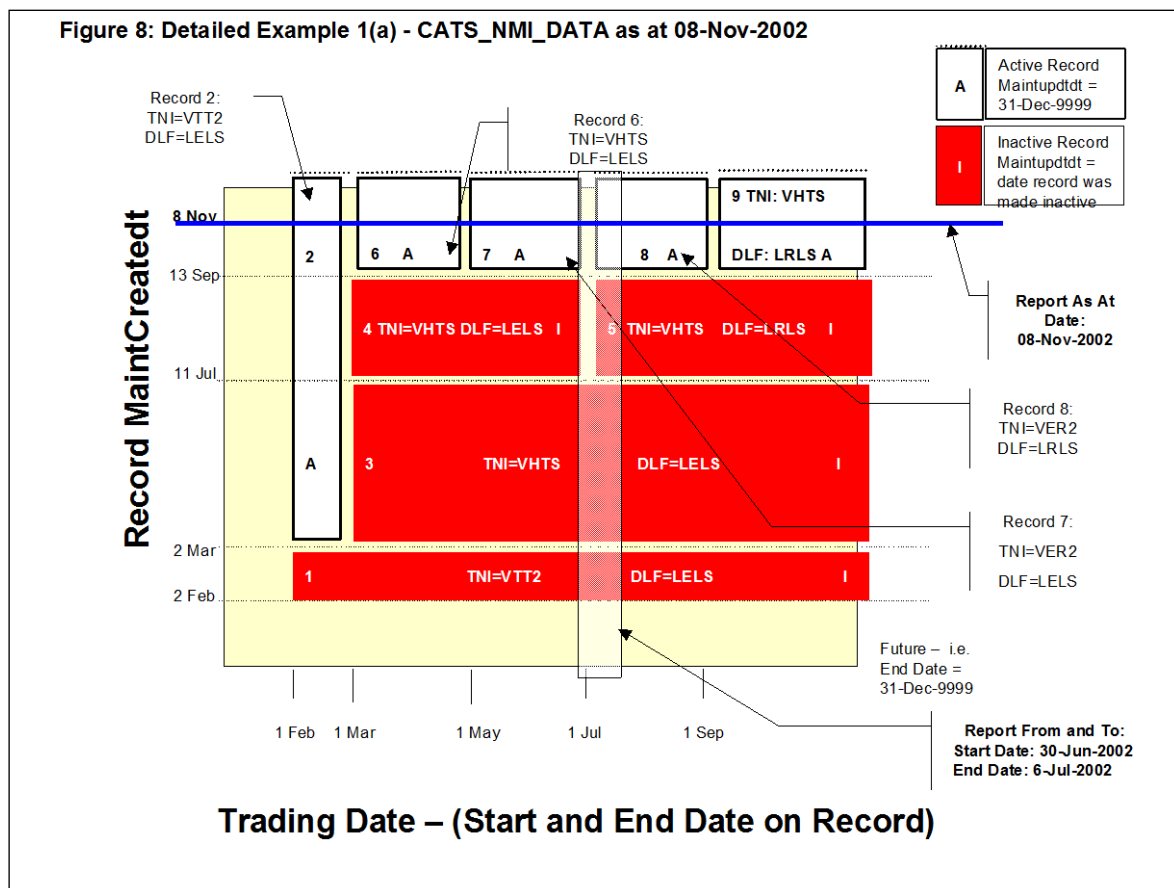 Figure 8: Detailed Example 1(a) - CATS_NMI_DATA as at 08-Nov-2002
A
Active Record
Maintupdtdt =
31-Dec-9999
I
Inactive Record
Maintupdtdt =
date record was
made inactive
Record 2:
TNI=VTT2
DLF=LELS
Record 6:
TNI=VHTS
DLF=LELS
Record MaintCreatedt
8 Nov
13 Sep
11 Jul
2 Mar
2 Feb
2
A
6 A
7 A
8 A
9 TNI: VHTS
DLF: LRLS A
4 TNI=VHTS DLF=LELS I
5 TNI=VHTS DLF=LRLS I
3 TNI=VHTS DLF=LELS I
1 TNI=VTT2 DLF=LELS I
Report As At
Date:
08-Nov-2002
Record 8:
TNI=VER2
DLF=LRLS
Record 7:
TNI=VER2
DLF=LELS
Future – i.e.
End Date =
31-Dec-9999
Report From and To:
Start Date: 30-Jun-2002
End Date: 6-Jul-2002
1 Feb 1 Mar 1 May 1 Jul 1 Sep
Trading Date – (Start and End Date on Record)